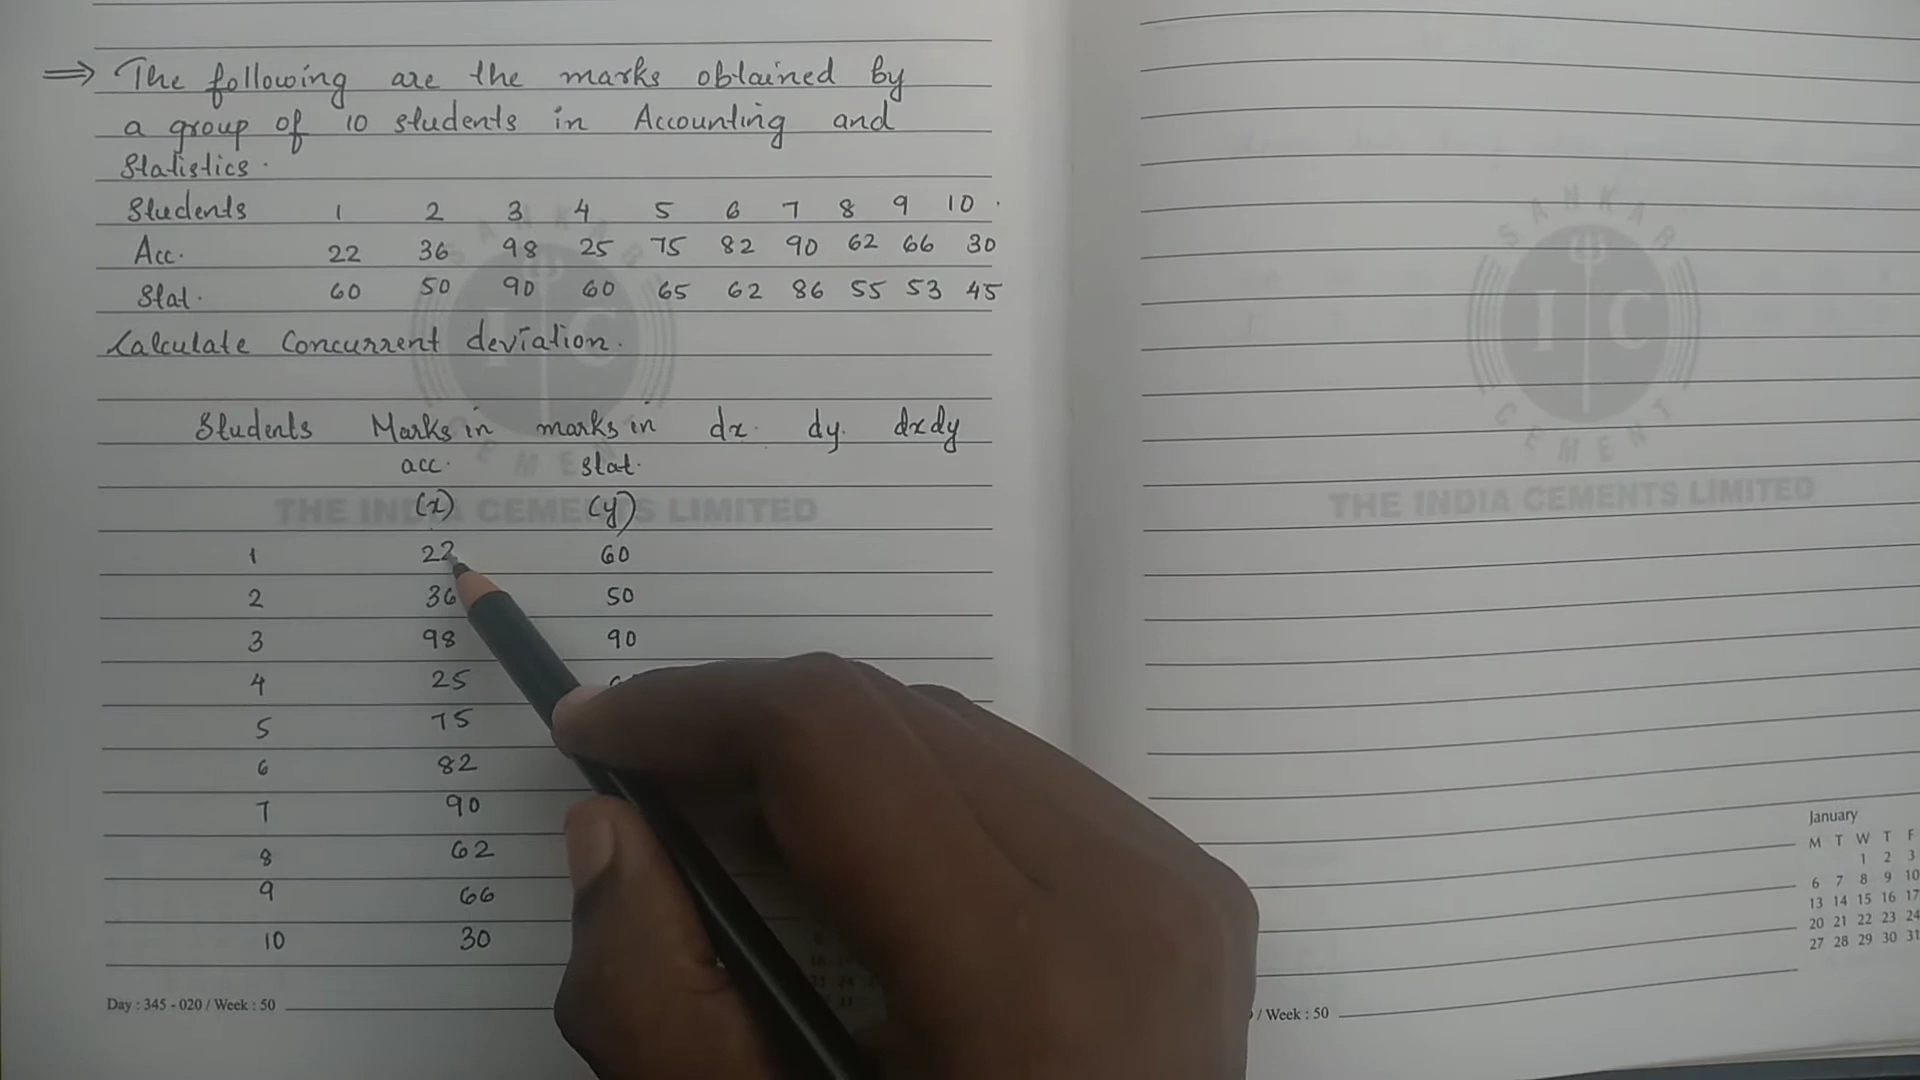 ⇒ The following are the marks obtained by
a group of 10 students in Accounting and
Statistics.
Students 1 2 3 4 5 6 7 8 9 10.
Acc. 22 36 98 25 75 82 90 62 66 30
Stat. 60 50 90 60 65 62 86 55 53 45
Calculate Concurrent deviation.
Students Marks in marks in dx. dy. dxdy
acc. stat.
(x) (y)
1 22 60
2 36 50
3 98 90
4 25
5 75
6 82
7 90
8 62
9 66
10 30
Day : 345 - 020 / Week : 50
SANKAR
I C
CEMENT
THE INDIA CEMENTS LIMITED
SANKAR
I C
CEMENT
THE INDIA CEMENTS LIMITED
January
M T W T F
1 2 3
6 7 8 9 10
13 14 15 16 17
20 21 22 23 24
27 28 29 30 31
/ Week : 50